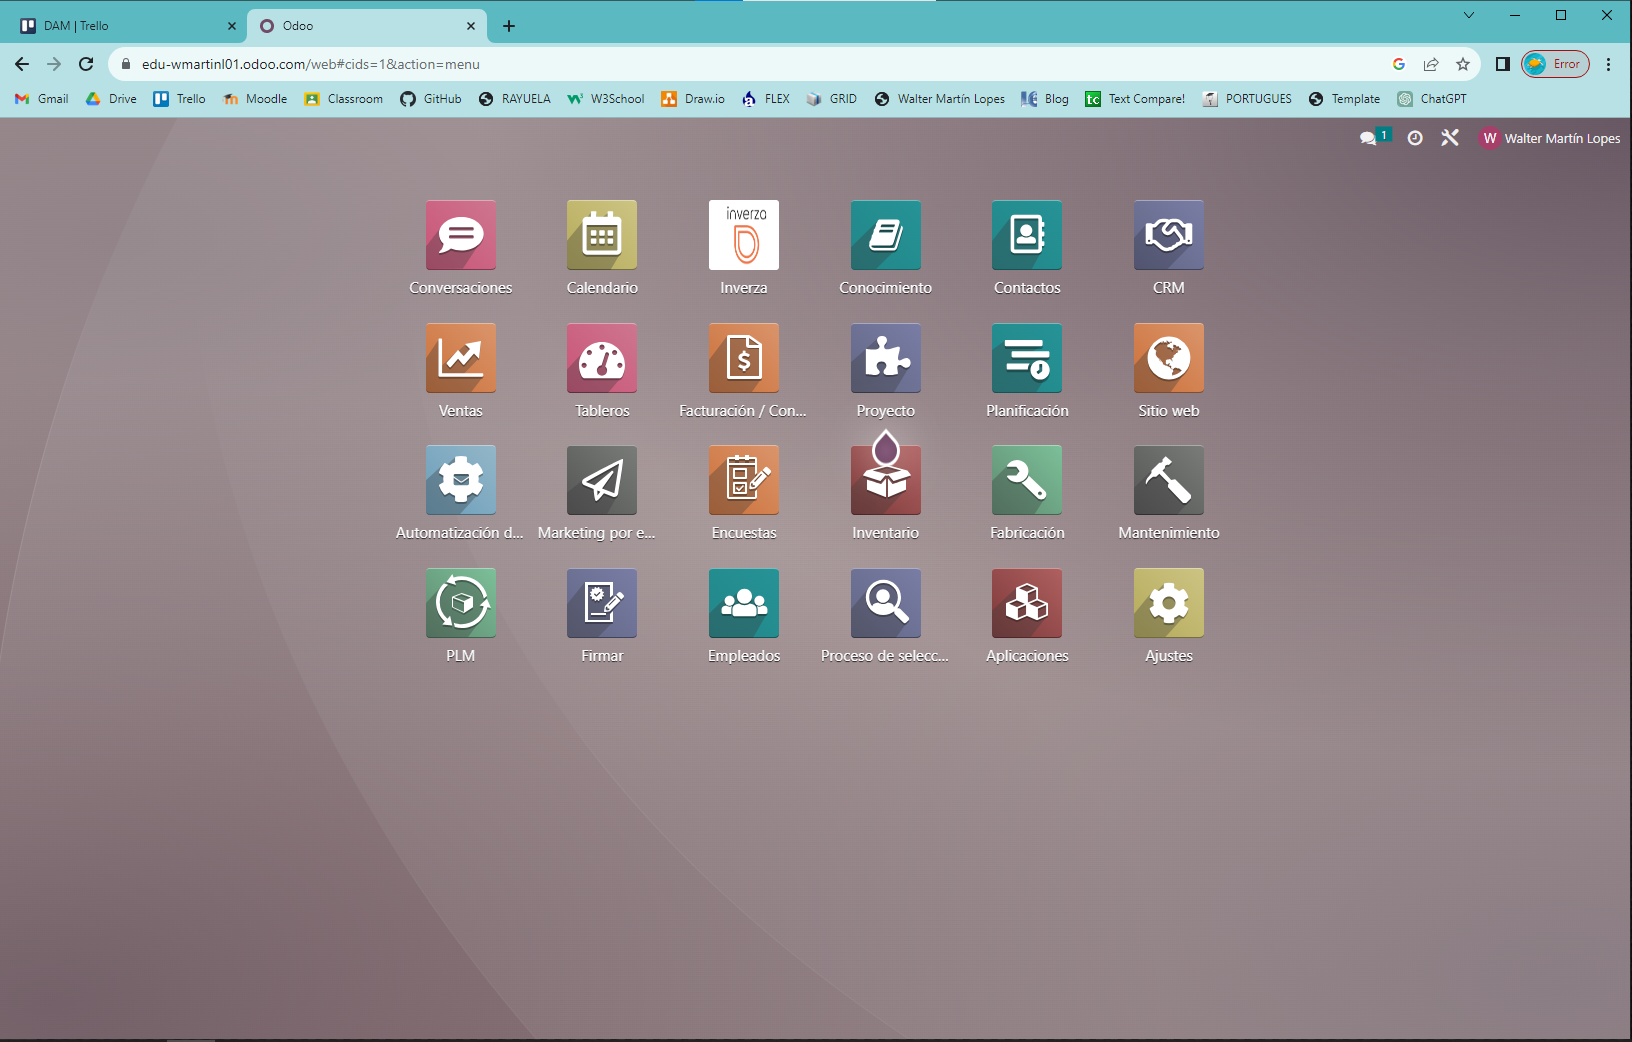 DAM | Trello
Odoo
edu-wmartinl01.odoo.com/web#cids=1&action=menu
Error
Gmail Drive Trello Moodle Classroom GitHub RAYUELA W3School Draw.io FLEX GRID Walter Martín Lopes Blog Text Compare! PORTUGUES Template ChatGPT
1 W Walter Martín Lopes
inverza
Conversaciones Calendario Inverza Conocimiento Contactos CRM
Ventas Tableros Facturación / Con... Proyecto Planificación Sitio web
Automatización d... Marketing por e... Encuestas Inventario Fabricación Mantenimiento
PLM Firmar Empleados Proceso de selecc... Aplicaciones Ajustes